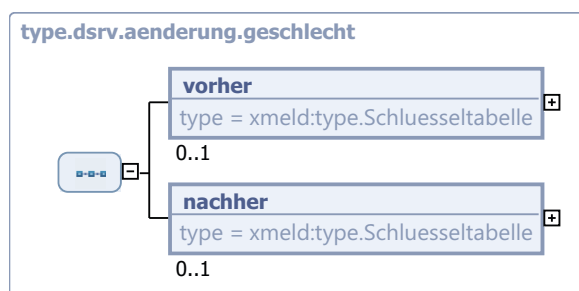 type.dsrv.aenderung.geschlecht
vorher
type = xmeld:type.Schluesseltabelle
0..1
nachher
type = xmeld:type.Schluesseltabelle
0..1